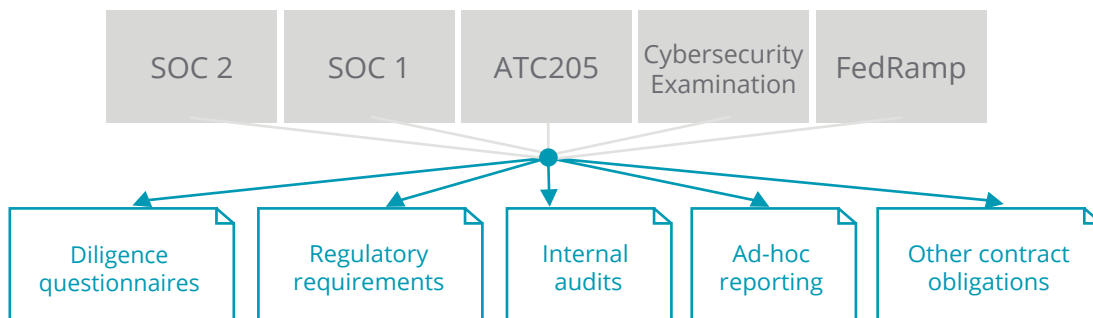 SOC 2
SOC 1
ATC205
Cybersecurity
Examination
FedRamp
Diligence
questionnaires
Regulatory
requirements
Internal
audits
Ad-hoc
reporting
Other contract
obligations